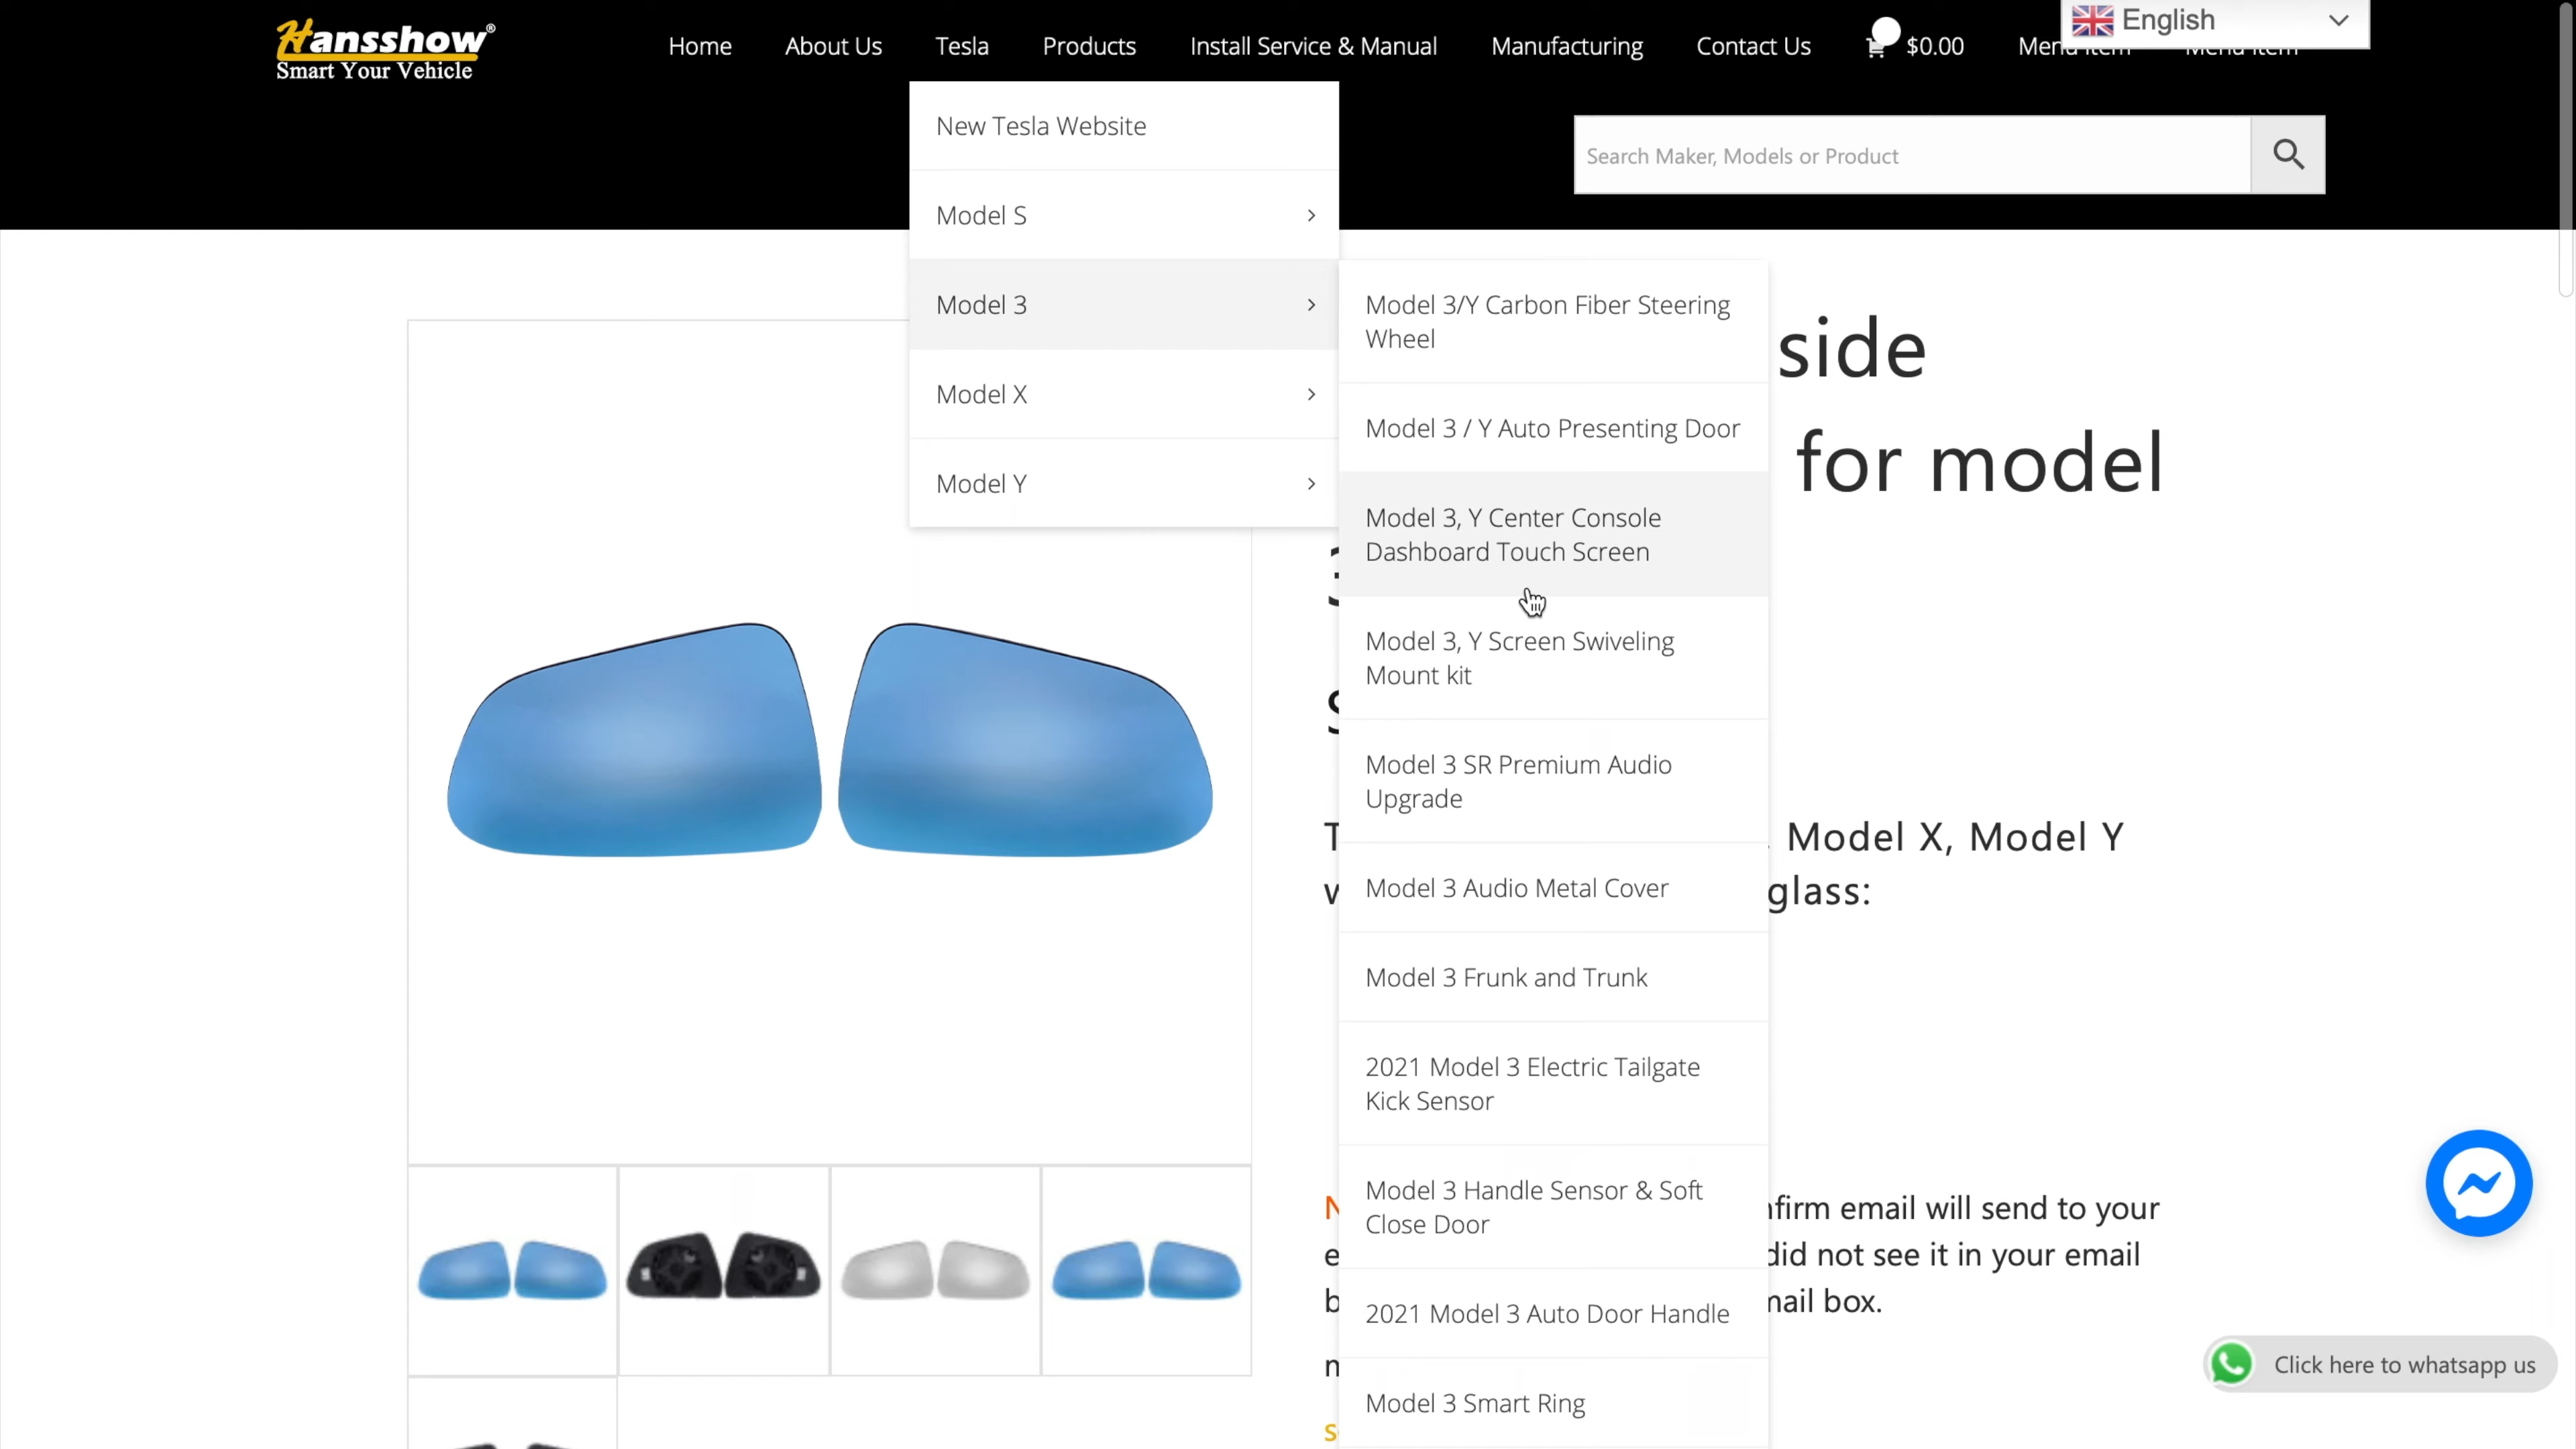 Hansshow®
Smart Your Vehicle
Home
About Us
Tesla
Products
Install Service & Manual
Manufacturing
Contact Us
$0.00
English
New Tesla Website
Model S
Model 3
Model X
Model Y
Search Maker, Models or Product
Model 3/Y Carbon Fiber Steering
Wheel
Model 3 / Y Auto Presenting Door
Model 3, Y Center Console
Dashboard Touch Screen
Model 3, Y Screen Swiveling
Mount kit
Model 3 SR Premium Audio
Upgrade
Model 3 Audio Metal Cover
Model 3 Frunk and Trunk
2021 Model 3 Electric Tailgate
Kick Sensor
Model 3 Handle Sensor & Soft
Close Door
2021 Model 3 Auto Door Handle
Model 3 Smart Ring
side
for model
Model X, Model Y
glass:
email will send to your
did not see it in your email
box.
Click here to whatsapp us